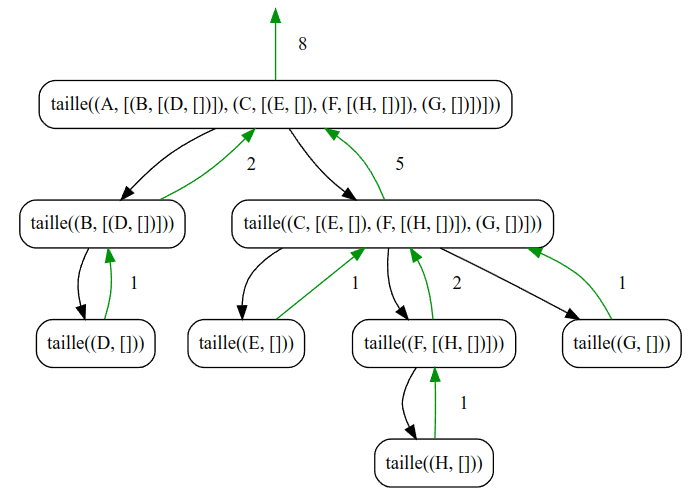 8
taille((A, [(B, [(D, [])]), (C, [(E, []), (F, [(H, [])]), (G, [])])]))
2
5
taille((B, [(D, [])]))
taille((C, [(E, []), (F, [(H, [])]), (G, [])]))
1
1
2
1
taille((D, []))
taille((E, []))
taille((F, [(H, [])]))
taille((G, []))
1
taille((H, []))